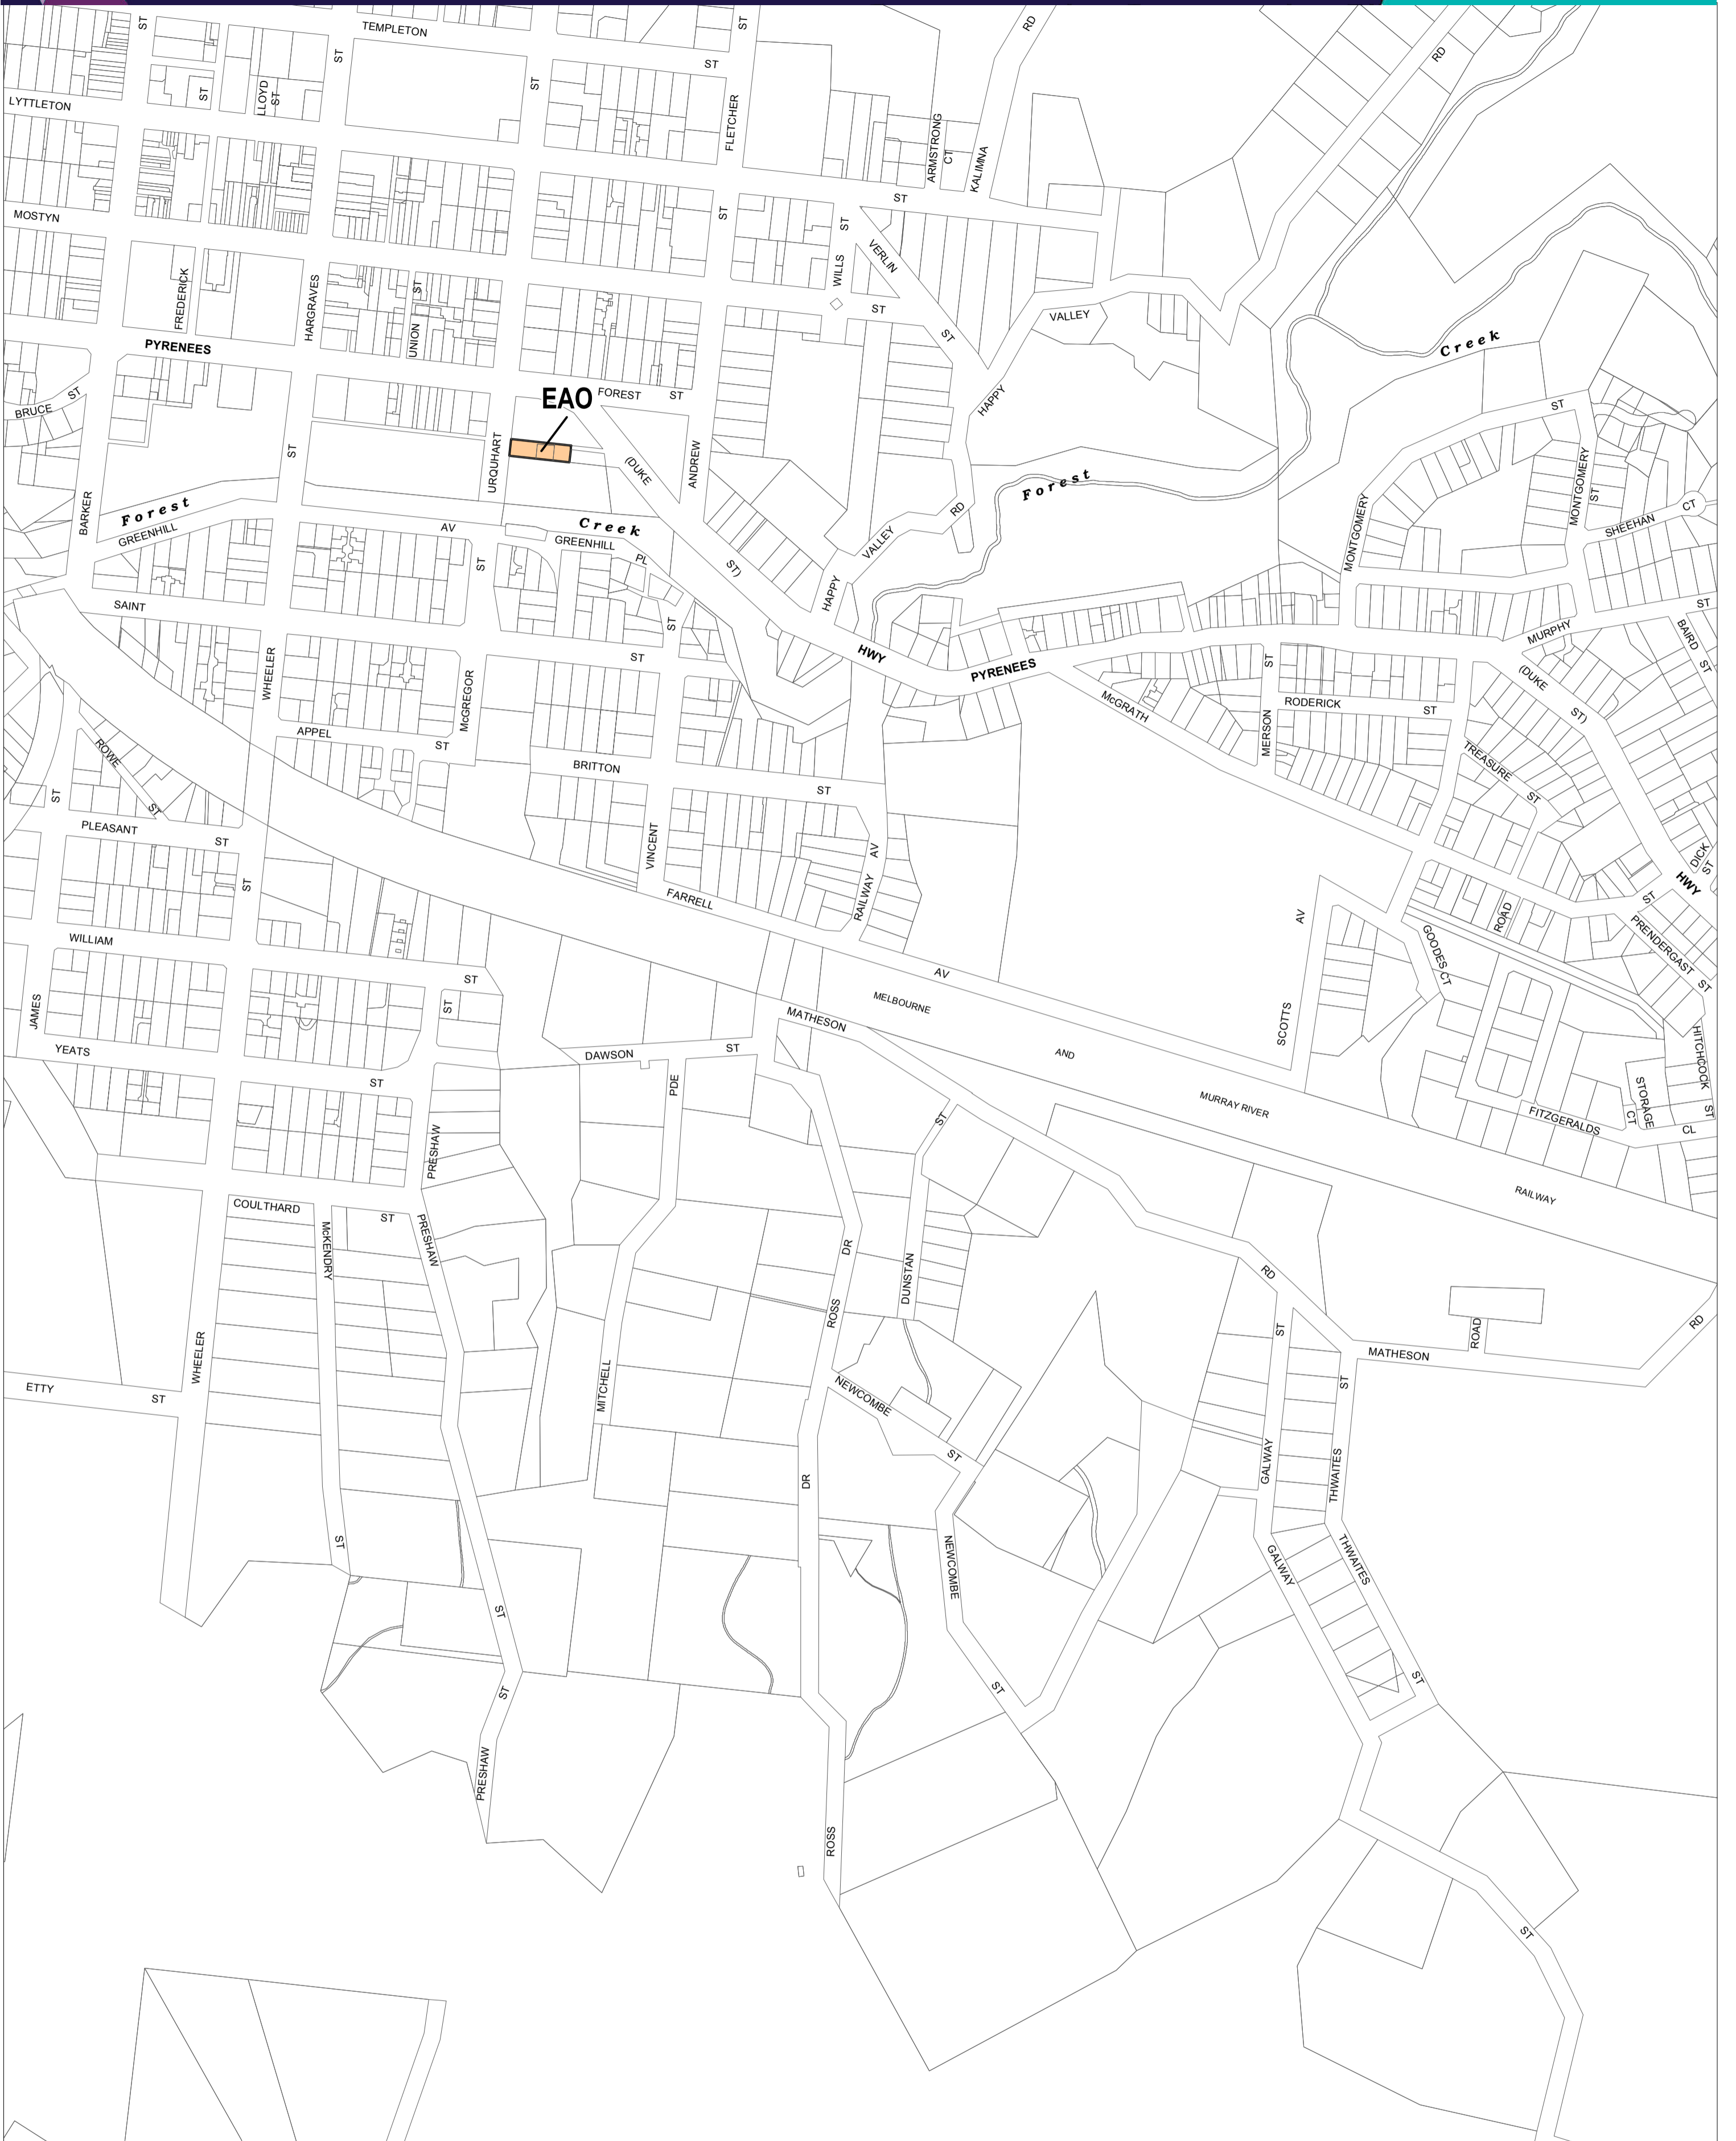 ST
TEMPLETON
ST
ST
ST
ST
RD
RD
LYTTLETON
ST
LLOYD
ST
FLETCHER
ARMSTRONG
CT
KALIMNA
MOSTYN
ST
ST
ST
VERLIN
WILLS
ST
ST
FREDERICK
HARGRAVES
UNION
ST
VALLEY
PYRENEES
Creek
BRUCE
ST
EAO
FOREST
ST
HAPPY
ST
ST
URQUHART
(DUKE
ANDREW
MONTGOMERY
MONTGOMERY
ST
BARKER
Forest
GREENHILL
AV
Creek
GREENHILL
PL
ST
ST)
VALLEY
RD
Forest
SHEEHAN
CT
SAINT
ST
HAPPY
ST
MURPHY
BAIRD
ST
WHEELER
ST
HWY
PYRENEES
ST
(DUKE
ST)
McGREGOR
McGRATH
MERSON
RODERICK
ST
APPEL
ST
ROWE
ST
ST
BRITTON
ST
TREASURE
ST
PLEASANT
ST
ST
VINCENT
AV
RAILWAY
FARRELL
DICK
ST
HWY
ST
ROAD
PRENDERGAST
ST
AV
GOODES CT
WILLIAM
ST
ST
AV
MELBOURNE
JAMES
MATHESON
SCOTTS
HITCHCOCK
ST
YEATS
ST
DAWSON
ST
PDE
AND
MURRAY RIVER
STORAGE
CT
FITZGERALDS
CL
ST
PRESHAW
RAILWAY
COULTHARD
ST
McKENDRY
PRESHAW
DR
ROSS
DUNSTAN
RD
ST
ROAD
RD
MATHESON
WHEELER
MITCHELL
ETTY
ST
NEWCOMBE
ST
ST
DR
GALWAY
THWAITES
ST
NEWCOMBE
GALWAY
THWAITES
ST
ST
ST
ST
PRESHAW
ROSS
ST